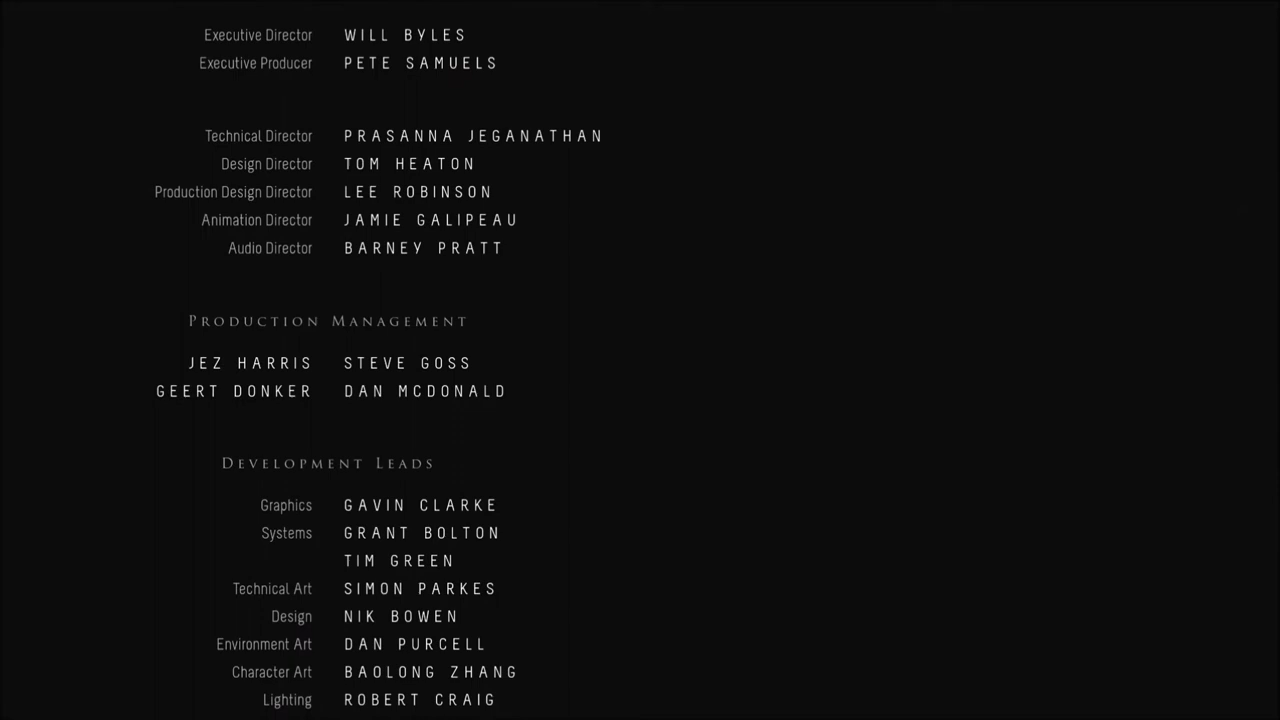 Executive Director WILL BYLES
Executive Producer PETE SAMUELS
Technical Director PRASANNA JEGANATHAN
Design Director TOM HEATON
Production Design Director LEE ROBINSON
Animation Director JAMIE GALIPEAU
Audio Director BARNEY PRATT
PRODUCTION MANAGEMENT
JEZ HARRIS STEVE GOSS
GEERT DONKER DAN MCDONALD
DEVELOPMENT LEADS
Graphics GAVIN CLARKE
Systems GRANT BOLTON
TIM GREEN
Technical Art SIMON PARKES
Design NIK BOWEN
Environment Art DAN PURCELL
Character Art BAOLONG ZHANG
Lighting ROBERT CRAIG